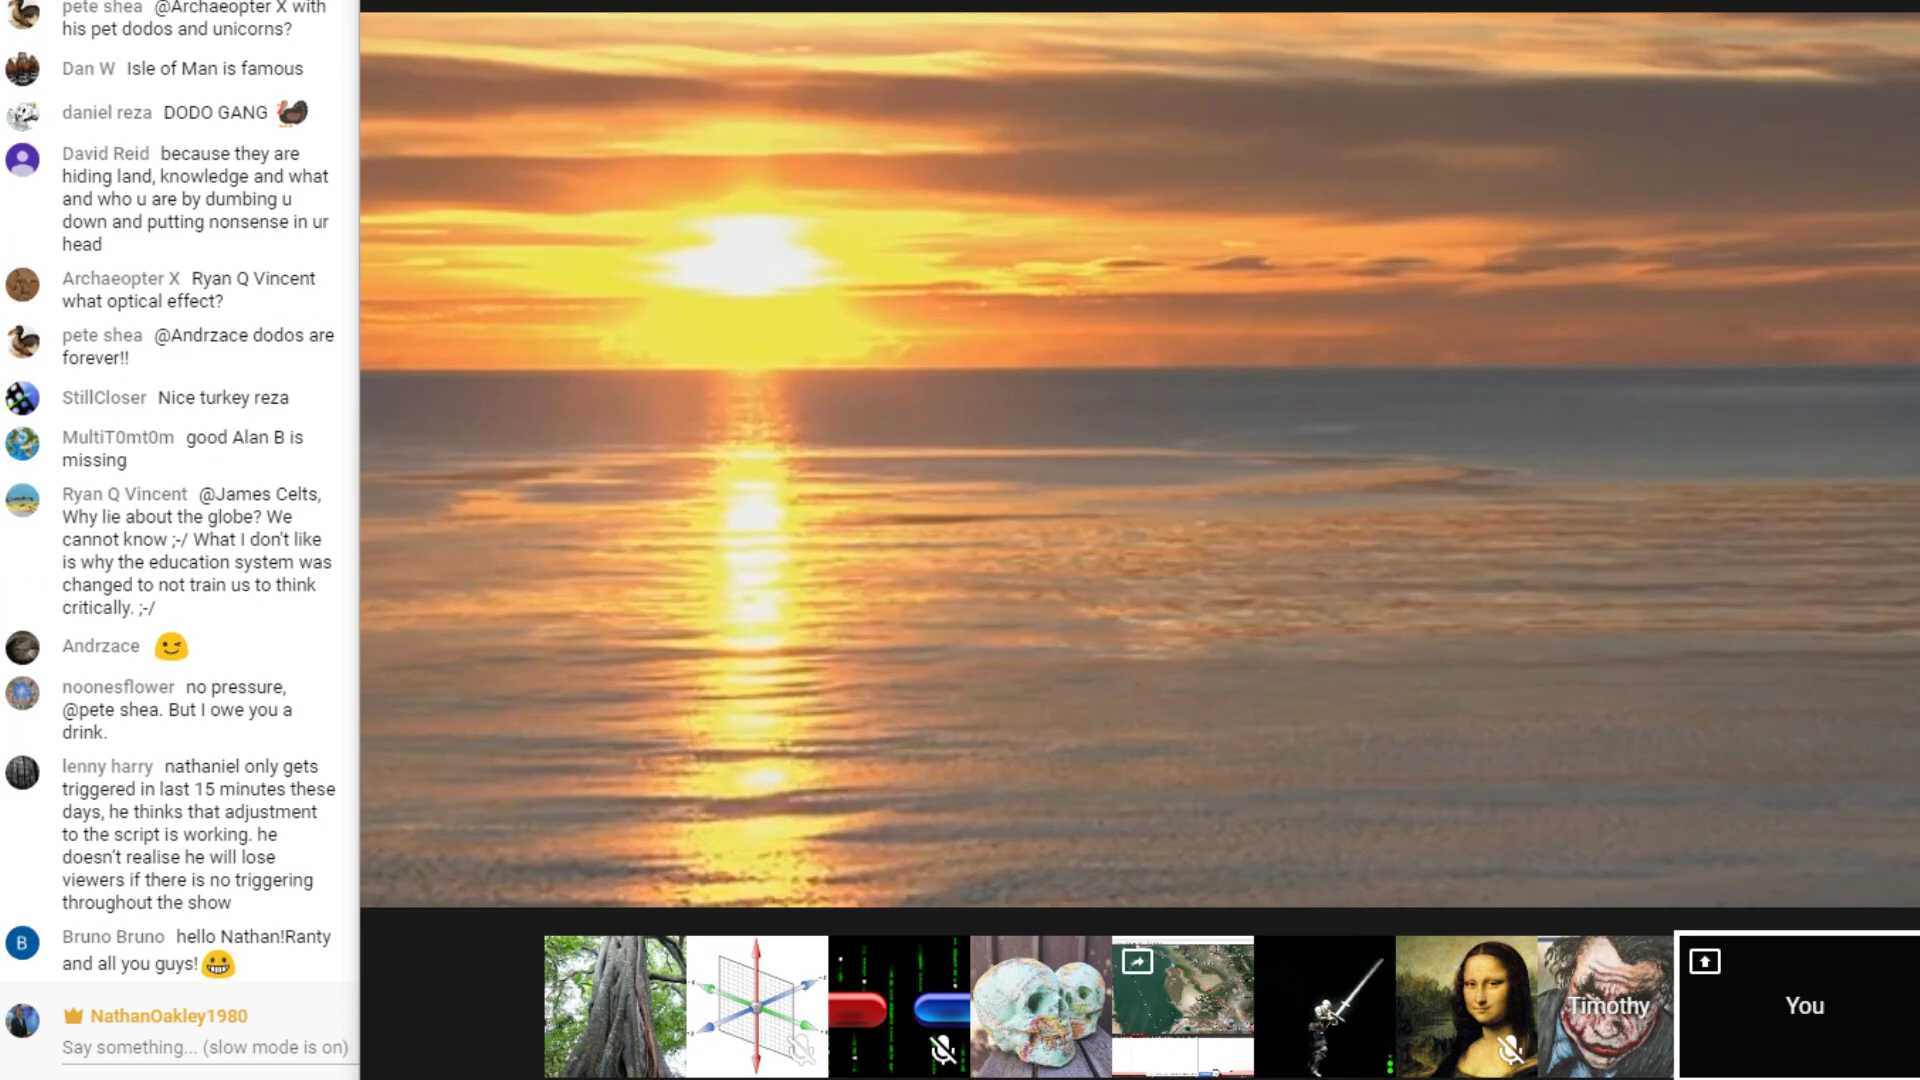 pete shea @Archaeopter X with
his pet dodos and unicorns?
Dan W Isle of Man is famous
daniel reza DODO GANG
David Reid because they are
hiding land, knowledge and what
and who u are by dumbing u
down and putting nonsense in ur
head
Archaeopter X Ryan Q Vincent
what optical effect?
pete shea @Andrzace dodos are
forever!!
StillCloser Nice turkey reza
MultiT0mt0m good Alan B is
missing
Ryan Q Vincent @James Celts,
Why lie about the globe? We
cannot know ;-/ What I don't like
is why the education system was
changed to not train us to think
critically. ;-/
Andrzace
noonesflower no pressure,
@pete shea. But I owe you a
drink.
lenny harry nathaniel only gets
triggered in last 15 minutes these
days, he thinks that adjustment
to the script is working. he
doesn't realise he will lose
viewers if there is no triggering
throughout the show
B
Bruno Bruno hello Nathan!Ranty
and all you guys!
NathanOakley1980
Say something... (slow mode is on)
Timothy
You